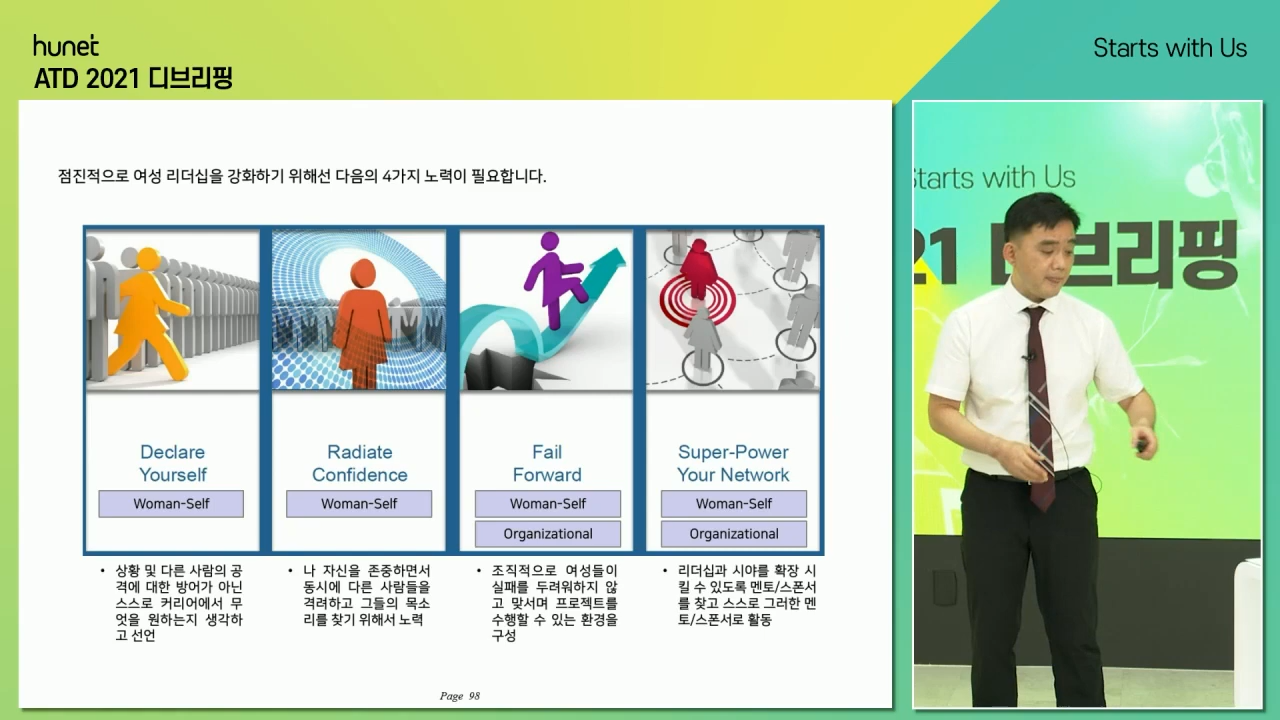 hunet
ATD 2021 디브리핑
Starts with Us
점진적으로 여성 리더십을 강화하기 위해선 다음의 4가지 노력이 필요합니다.
Declare
Yourself
Woman-Self
• 상황 및 다른 사람의 공
격에 대한 방어가 아닌
스스로 커리어에서 무
엇을 원하는지 생각하
고 선언
Radiate
Confidence
Woman-Self
• 나 자신을 존중하면서
동시에 다른 사람들을
격려하고 그들의 목소
리를 찾기 위해서 노력
Fail
Forward
Woman-Self
Organizational
• 조직적으로 여성들이
실패를 두려워하지 않
고 맞서며 프로젝트를
수행할 수 있는 환경을
구성
Super-Power
Your Network
Woman-Self
Organizational
• 리더십과 시야를 확장 시
킬 수 있도록 멘토/스폰서
를 찾고 스스로 그러한 멘
토/스폰서로 활동
Page 98
Starts with Us
21 디브리핑